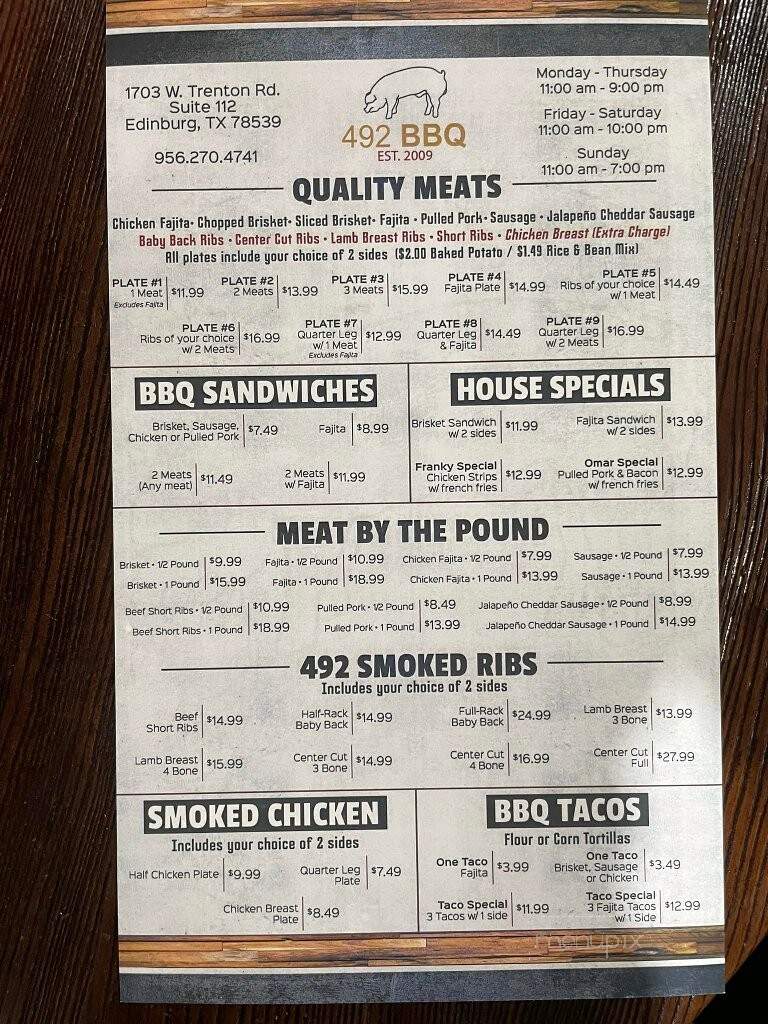 1703 W. Trenton Rd.
Suite 112
Edinburg, TX 78539
956.270.4741
492 BBQ
EST. 2009
Monday - Thursday
11:00 am - 9:00 pm
Friday - Saturday
11:00 am - 10:00 pm
Sunday
11:00 am - 7:00 pm
QUALITY MEATS
Chicken Fajita• Chopped Brisket• Sliced Brisket• Fajita • Pulled Pork• Sausage • Jalapeño Cheddar Sausage
Baby Back Ribs • Center Cut Ribs • Lamb Breast Ribs • Short Ribs • Chicken Breast (Extra Charge)
All plates include your choice of 2 sides ($2.00 Baked Potato / $1.49 Rice & Bean Mix)
PLATE #1
1 Meat
Excludes Fajita
$11.99
PLATE #2
2 Meats
$13.99
PLATE #3
3 Meats
$15.99
PLATE #4
Fajita Plate
$14.99
PLATE #5
Ribs of your choice
w/ 1 Meat
$14.49
PLATE #6
Ribs of your choice
w/ 2 Meats
$16.99
PLATE #7
Quarter Leg
w/ 1 Meat
Excludes Fajita
$12.99
PLATE #8
Quarter Leg
& Fajita
$14.49
PLATE #9
Quarter Leg
w/ 2 Meats
$16.99
BBQ SANDWICHES
Brisket, Sausage,
Chicken or Pulled Pork
$7.49
Fajita
$8.99
2 Meats
(Any meat)
$11.49
2 Meats
w/ Fajita
$11.99
HOUSE SPECIALS
Brisket Sandwich
w/ 2 sides
$11.99
Fajita Sandwich
w/ 2 sides
$13.99
Franky Special
Chicken Strips
w/ french fries
$12.99
Omar Special
Pulled Pork & Bacon
w/ french fries
$12.99
MEAT BY THE POUND
Brisket • 1/2 Pound $9.99
Brisket • 1 Pound $15.99
Fajita • 1/2 Pound $10.99
Fajita • 1 Pound $18.99
Chicken Fajita • 1/2 Pound $7.99
Chicken Fajita • 1 Pound $13.99
Sausage • 1/2 Pound $7.99
Sausage • 1 Pound $13.99
Beef Short Ribs • 1/2 Pound $10.99
Beef Short Ribs • 1 Pound $18.99
Pulled Pork • 1/2 Pound $8.49
Pulled Pork • 1 Pound $13.99
Jalapeño Cheddar Sausage • 1/2 Pound $8.99
Jalapeño Cheddar Sausage • 1 Pound $14.99
492 SMOKED RIBS
Includes your choice of 2 sides
Beef
Short Ribs
$14.99
Half-Rack
Baby Back
$14.99
Full-Rack
Baby Back
$24.99
Lamb Breast
3 Bone
$13.99
Lamb Breast
4 Bone
$15.99
Center Cut
3 Bone
$14.99
Center Cut
4 Bone
$16.99
Center Cut
Full
$27.99
SMOKED CHICKEN
Includes your choice of 2 sides
Half Chicken Plate $9.99
Quarter Leg
Plate
$7.49
Chicken Breast
Plate
$8.49
BBQ TACOS
Flour or Corn Tortillas
One Taco
Fajita
$3.99
One Taco
Brisket, Sausage
or Chicken
$3.49
Taco Special
3 Tacos w/ 1 side
$11.99
Taco Special
3 Fajita Tacos
w/ 1 Side
$12.99
menupix